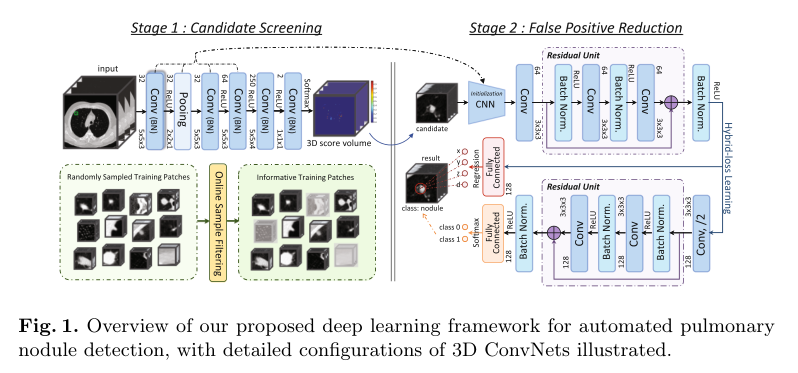 Stage 1 : Candidate Screening
Stage 2 : False Positive Reduction
input
32
Conv (BN)
5x5x3
32
ReLU
Pooling
2x2x1
32
Conv (BN)
5x5x3
64
ReLU
Conv (BN)
5x5x3
250
ReLU
Conv (BN)
5x5x4
2
ReLU
Conv (BN)
1x1x1
Softmax
3D score volume
Randomly Sampled Training Patches
Online Sample Filtering
Informative Training Patches
candidate
Initialization
CNN
Conv
64
3x3x3
Residual Unit
Batch Norm.
ReLU
64
Conv
3x3x3
Batch Norm.
ReLU
64
Conv
3x3x3
Batch Norm.
ReLU
Hybrid-loss Learning
result
class: nodule
x
y
z
d
Regression
Fully Connected
128
class 0
class 1
Softmax
Fully Connected
128
ReLU
Batch Norm.
Residual Unit
3x3x3
Conv
128
ReLU
Batch Norm.
3x3x3
Conv
128
ReLU
Batch Norm.
3x3x3
Conv, /2
128
Fig. 1. Overview of our proposed deep learning framework for automated pulmonary
nodule detection, with detailed configurations of 3D ConvNets illustrated.